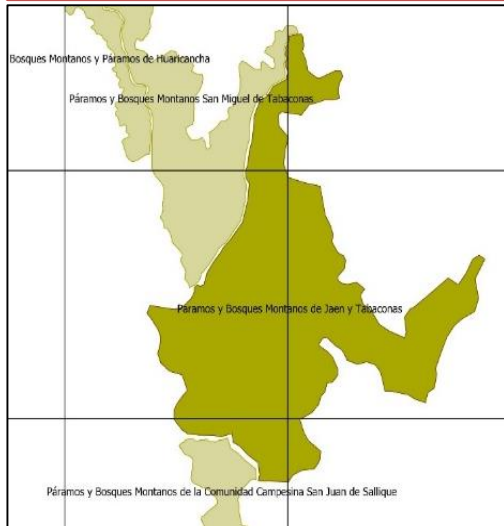 Bosques Montanos y Páramos de Huaricancha
Páramos y Bosques Montanos San Miguel de Tabaconas
Páramos y Bosques Montanos de Jaen y Tabaconas
Páramos y Bosques Montanos de la Comunidad Campesina San Juan de Sallique